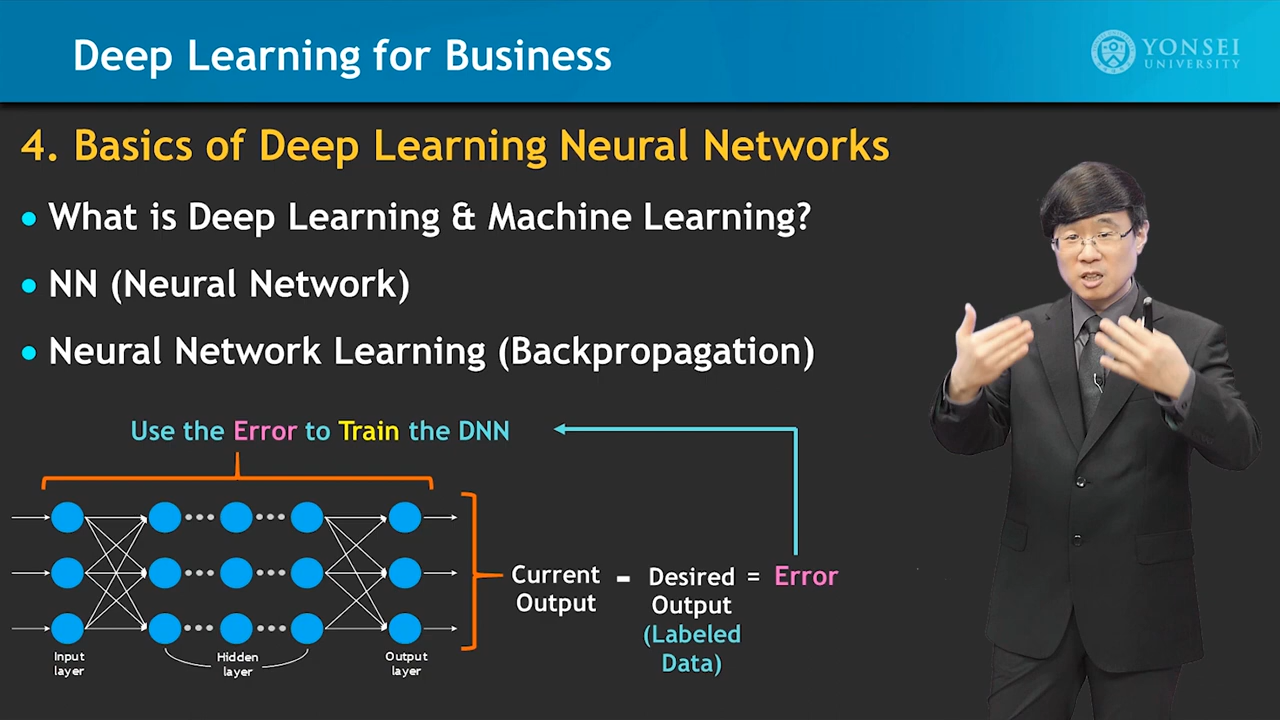 Deep Learning for Business
YONSEI
UNIVERSITY
4. Basics of Deep Learning Neural Networks
• What is Deep Learning & Machine Learning?
• NN (Neural Network)
• Neural Network Learning (Backpropagation)
Use the Error to Train the DNN
Current
Output
- Desired
Output
(Labeled
Data)
= Error
Input
layer
Hidden
layer
Output
layer